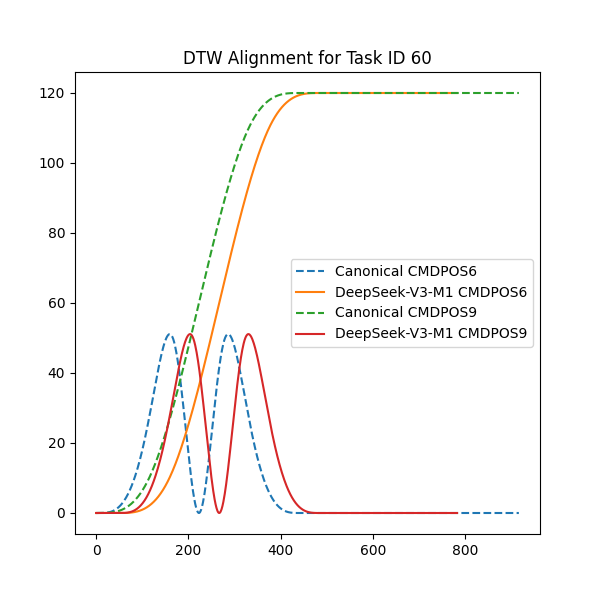 DTW Alignment for Task ID 60
120
100
80
60
40
20
0
Canonical CMDPOS6
DeepSeek-V3-M1 CMDPOS6
Canonical CMDPOS9
DeepSeek-V3-M1 CMDPOS9
0 200 400 600 800